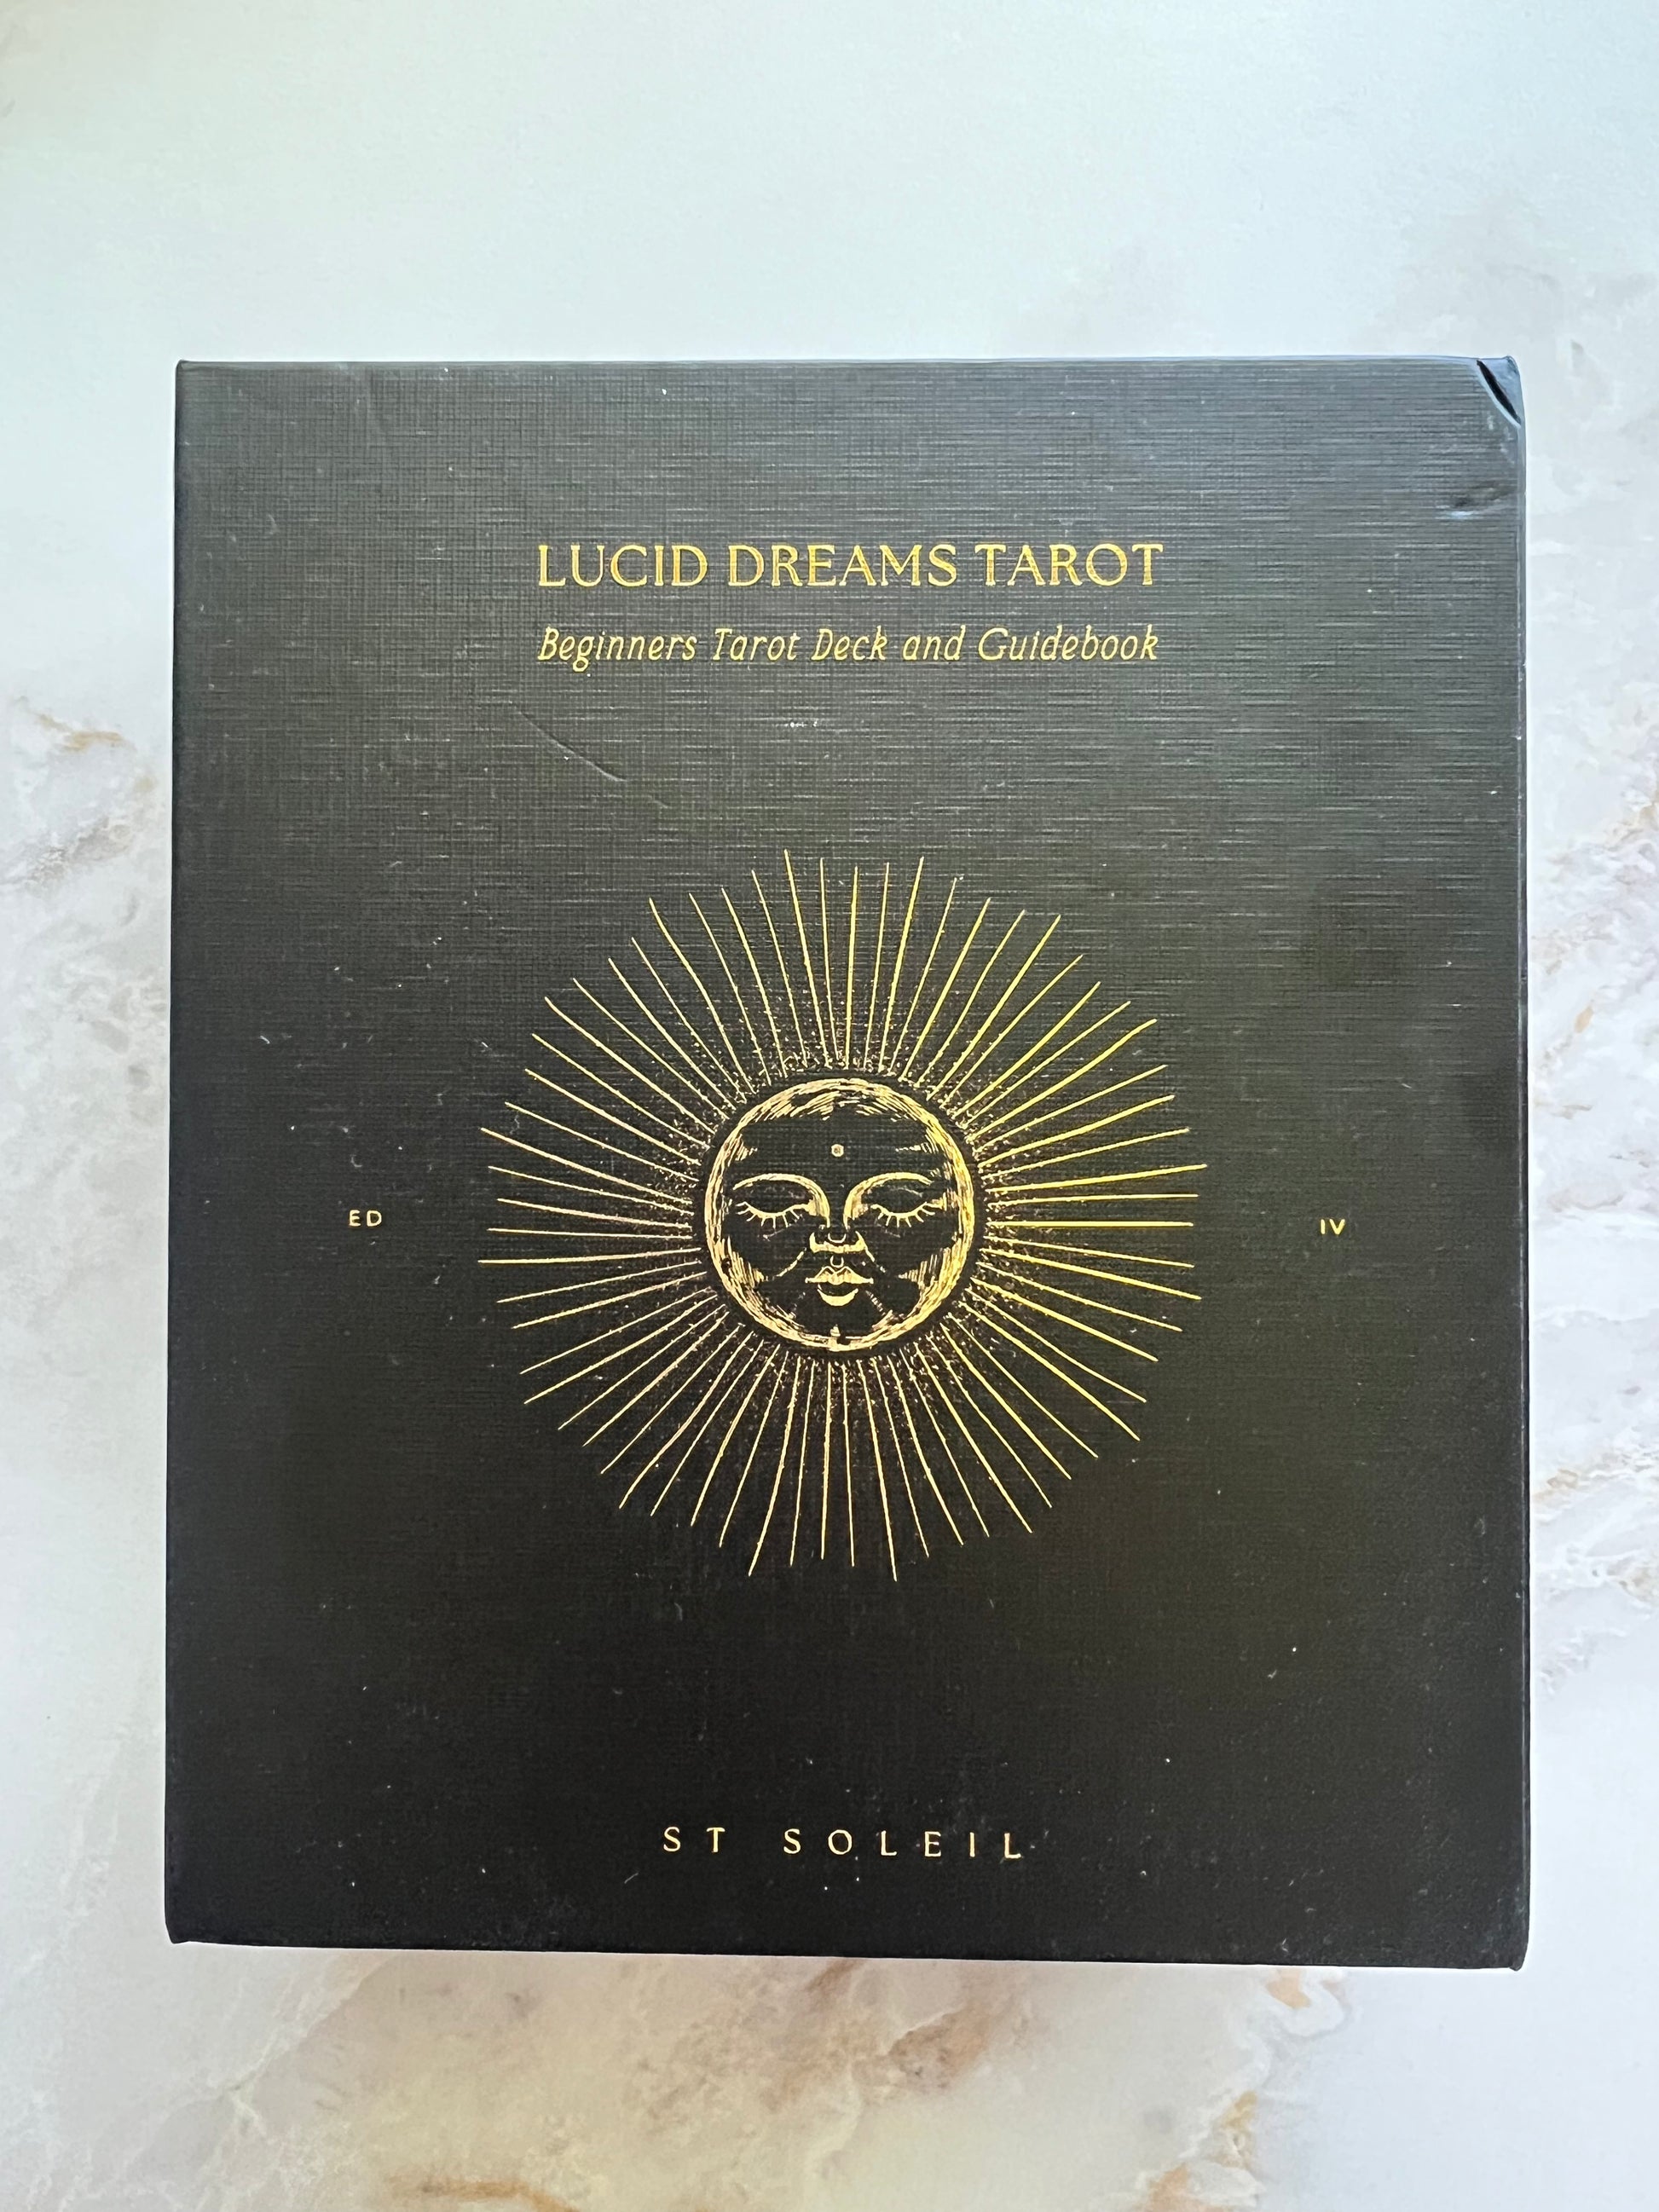 LUCID DREAMS TAROT
Beginners Tarot Deck and Guidebook
ED IV
ST SOLEIL